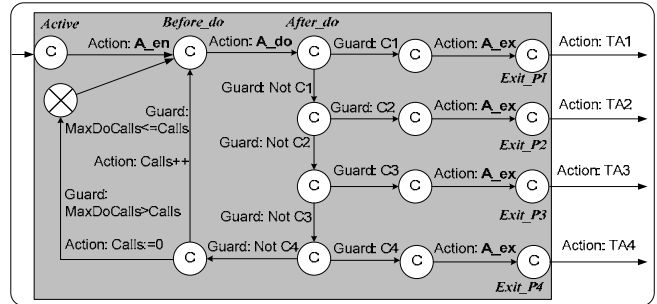 Active
Before_do
After_do
Action: A_en
Action: A_do
Guard: C1
Action: A_ex
Action: TA1
C
C
C
C
C
Exit_P1
Guard: Not C1
Guard: C2
Action: A_ex
Action: TA2
C
C
C
Exit_P2
Guard:
MaxDoCalls<=Calls
Action: Calls++
Guard: Not C2
Guard: C3
Action: A_ex
Action: TA3
C
C
C
Exit_P3
Guard:
MaxDoCalls>Calls
Action: Calls:=0
Guard: Not C3
Guard: Not C4
Guard: C4
Action: A_ex
Action: TA4
C
C
C
C
Exit_P4